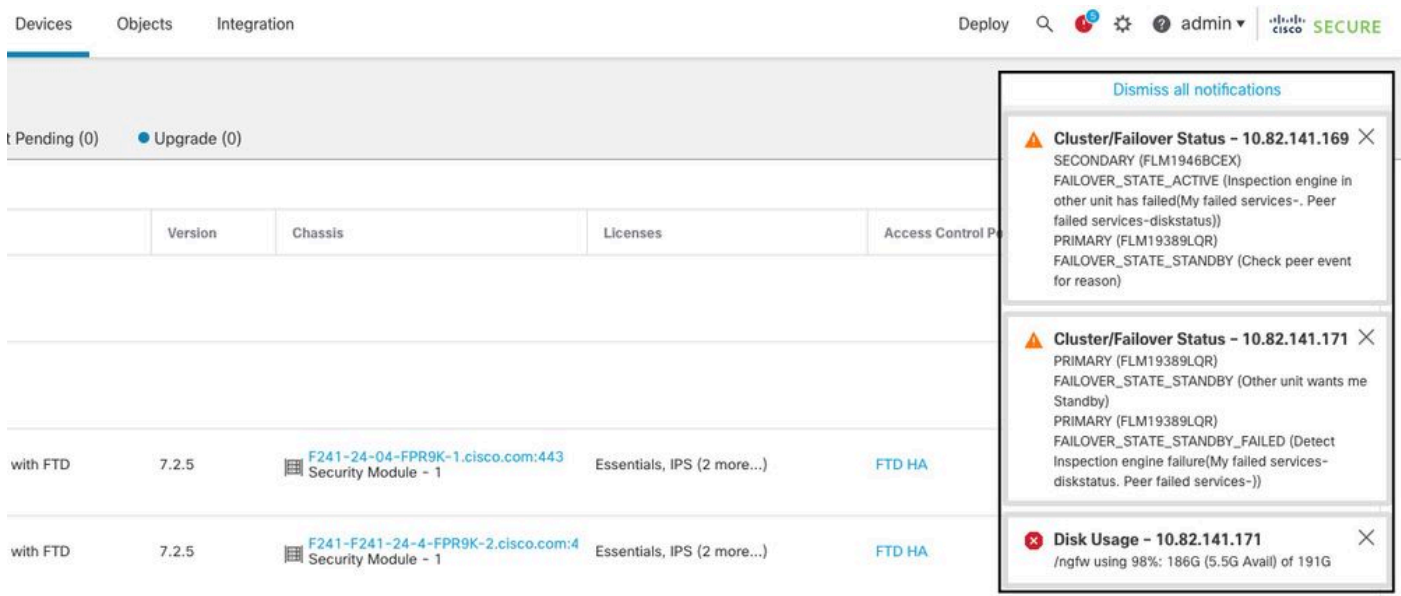 Devices Objects Integration Deploy 5 admin cisco SECURE
Dismiss all notifications
t Pending (0) Upgrade (0)
Version Chassis Licenses Access Control Po
with FTD 7.2.5 F241-24-04-FPR9K-1.cisco.com:443 Essentials, IPS (2 more...) FTD HA
Security Module - 1
with FTD 7.2.5 F241-F241-24-4-FPR9K-2.cisco.com:4 Essentials, IPS (2 more...) FTD HA
Security Module - 1
Cluster/Failover Status - 10.82.141.169
SECONDARY (FLM1946BCEX)
FAILOVER_STATE_ACTIVE (Inspection engine in
other unit has failed(My failed services-. Peer
failed services-diskstatus))
PRIMARY (FLM19389LQR)
FAILOVER_STATE_STANDBY (Check peer event
for reason)
Cluster/Failover Status - 10.82.141.171
PRIMARY (FLM19389LQR)
FAILOVER_STATE_STANDBY (Other unit wants me
Standby)
PRIMARY (FLM19389LQR)
FAILOVER_STATE_STANDBY_FAILED (Detect
Inspection engine failure(My failed services-
diskstatus. Peer failed services-))
Disk Usage - 10.82.141.171
/ngfw using 98%: 186G (5.5G Avail) of 191G